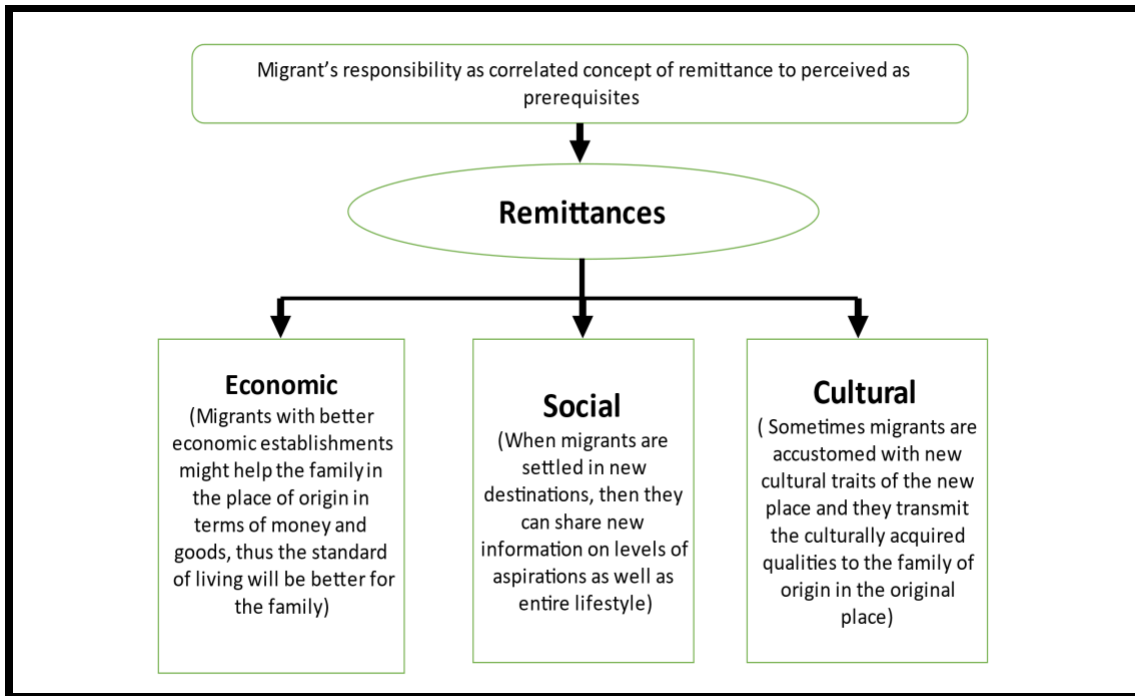 Migrant’s responsibility as correlated concept of remittance to perceived as
prerequisites
Remittances
Economic
(Migrants with better
economic establishments
might help the family in
the place of origin in
terms of money and
goods, thus the standard
of living will be better for
the family)
Social
(When migrants are
settled in new
destinations, then they
can share new
information on levels of
aspirations as well as
entire lifestyle)
Cultural
( Sometimes migrants are
accustomed with new
cultural traits of the new
place and they transmit
the culturally acquired
qualities to the family of
origin in the original
place)